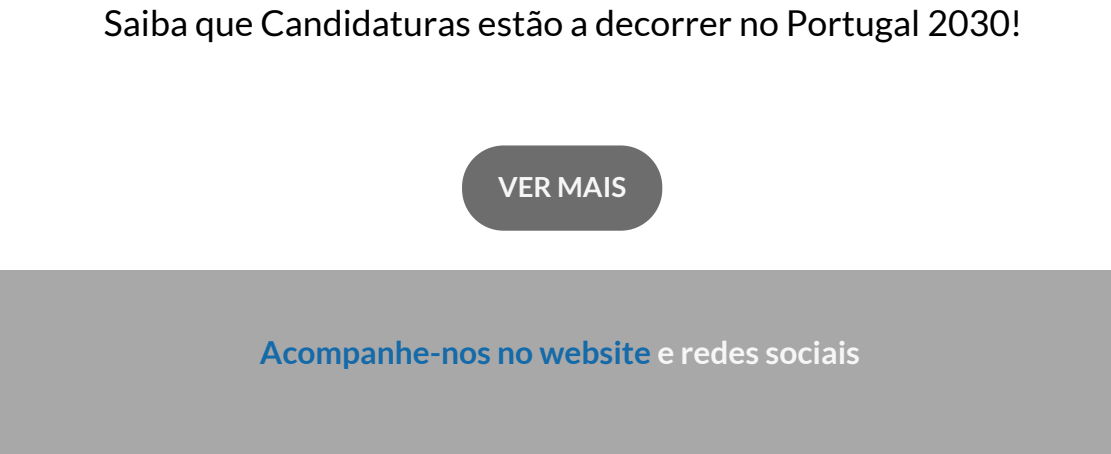 Saiba que Candidaturas estão a decorrer no Portugal 2030!
VER MAIS
Acompanhe-nos no website e redes sociais